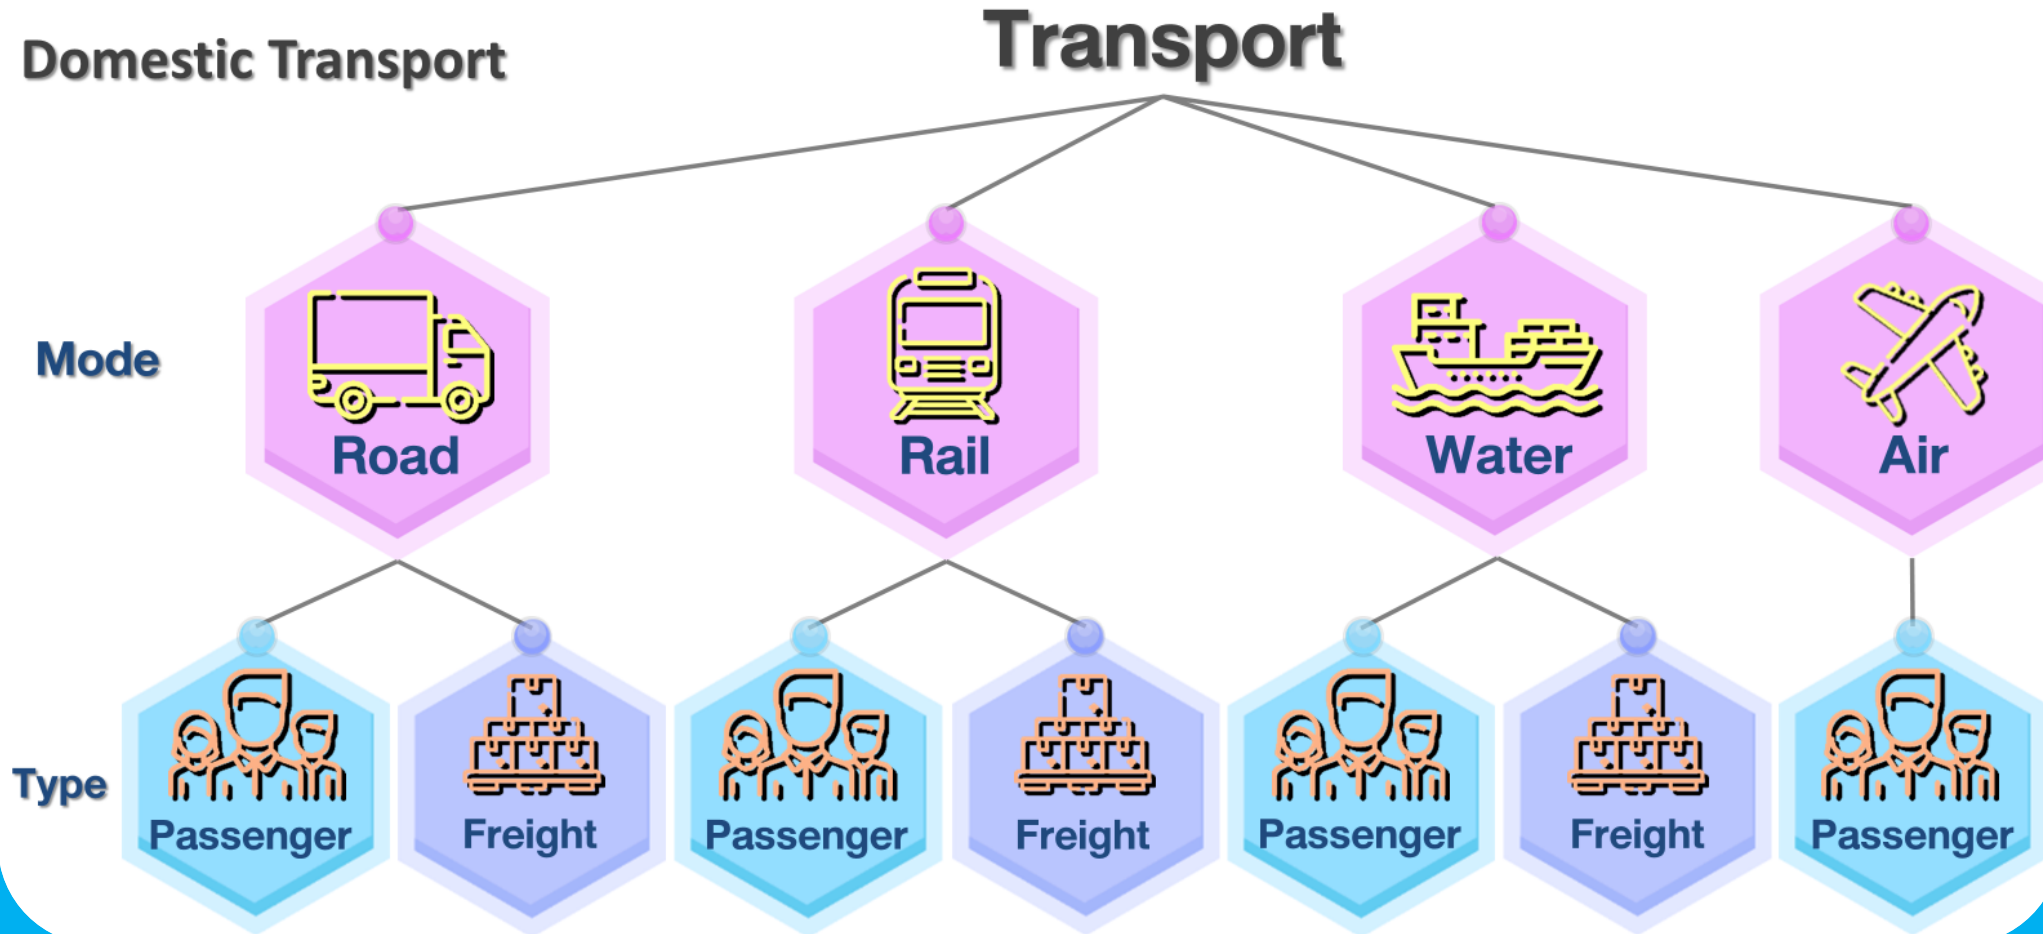 Domestic Transport
Transport
Mode
Road
Rail
Water
Air
Type
Passenger
Freight
Passenger
Freight
Passenger
Freight
Passenger